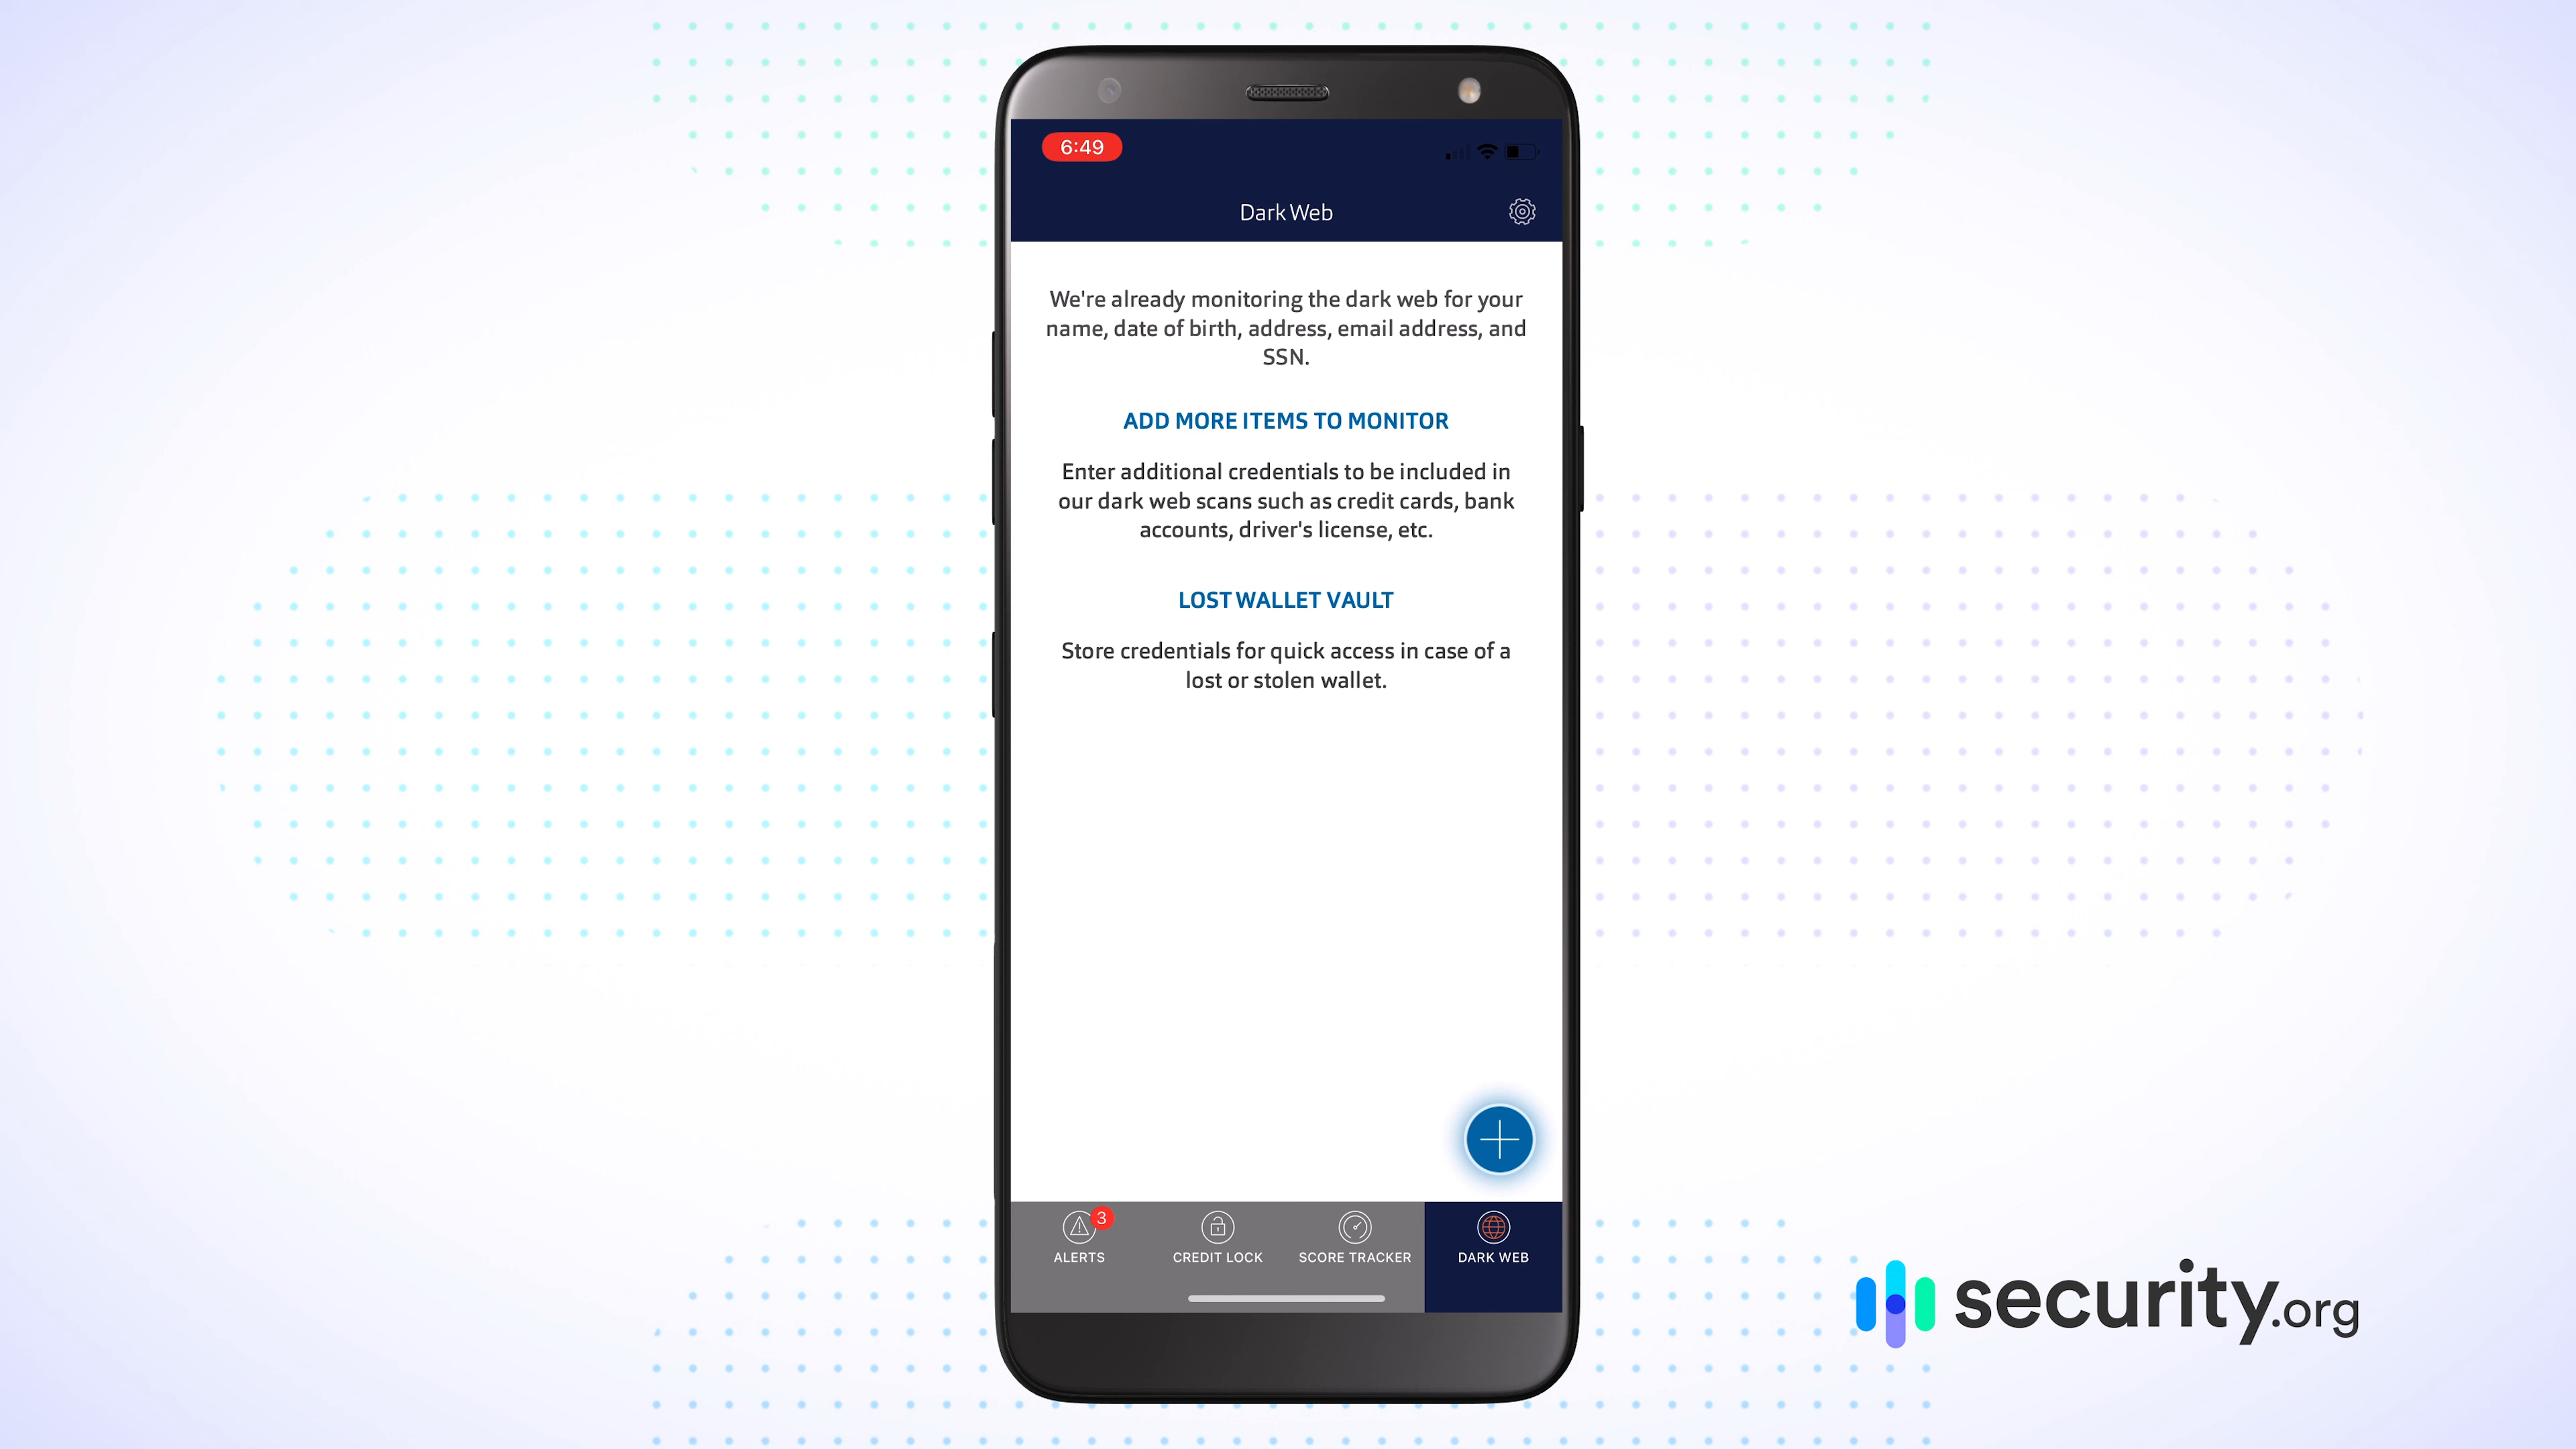 6:49
Dark Web
We're already monitoring the dark web for your
name, date of birth, address, email address, and
SSN.
ADD MORE ITEMS TO MONITOR
Enter additional credentials to be included in
our dark web scans such as credit cards, bank
accounts, driver's license, etc.
LOST WALLET VAULT
Store credentials for quick access in case of a
lost or stolen wallet.
3
ALERTS
CREDIT LOCK
SCORE TRACKER
DARK WEB
security.org